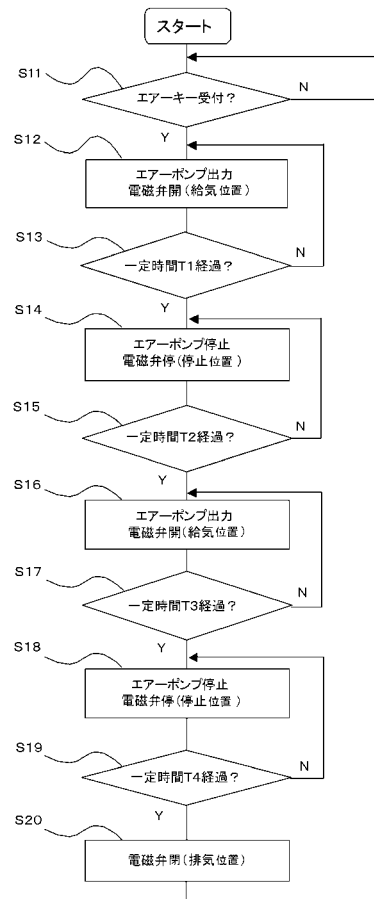 スタート
S11
エアーキー受付?
N
Y
S12
エアーポンプ出力
電磁弁開(給気位置)
S13
一定時間T1経過?
N
Y
S14
エアーポンプ停止
電磁弁停(停止位置)
S15
一定時間T2経過?
N
Y
S16
エアーポンプ出力
電磁弁開(給気位置)
S17
一定時間T3経過?
N
Y
S18
エアーポンプ停止
電磁弁停(停止位置)
S19
一定時間T4経過?
N
Y
S20
電磁弁閉(排気位置)